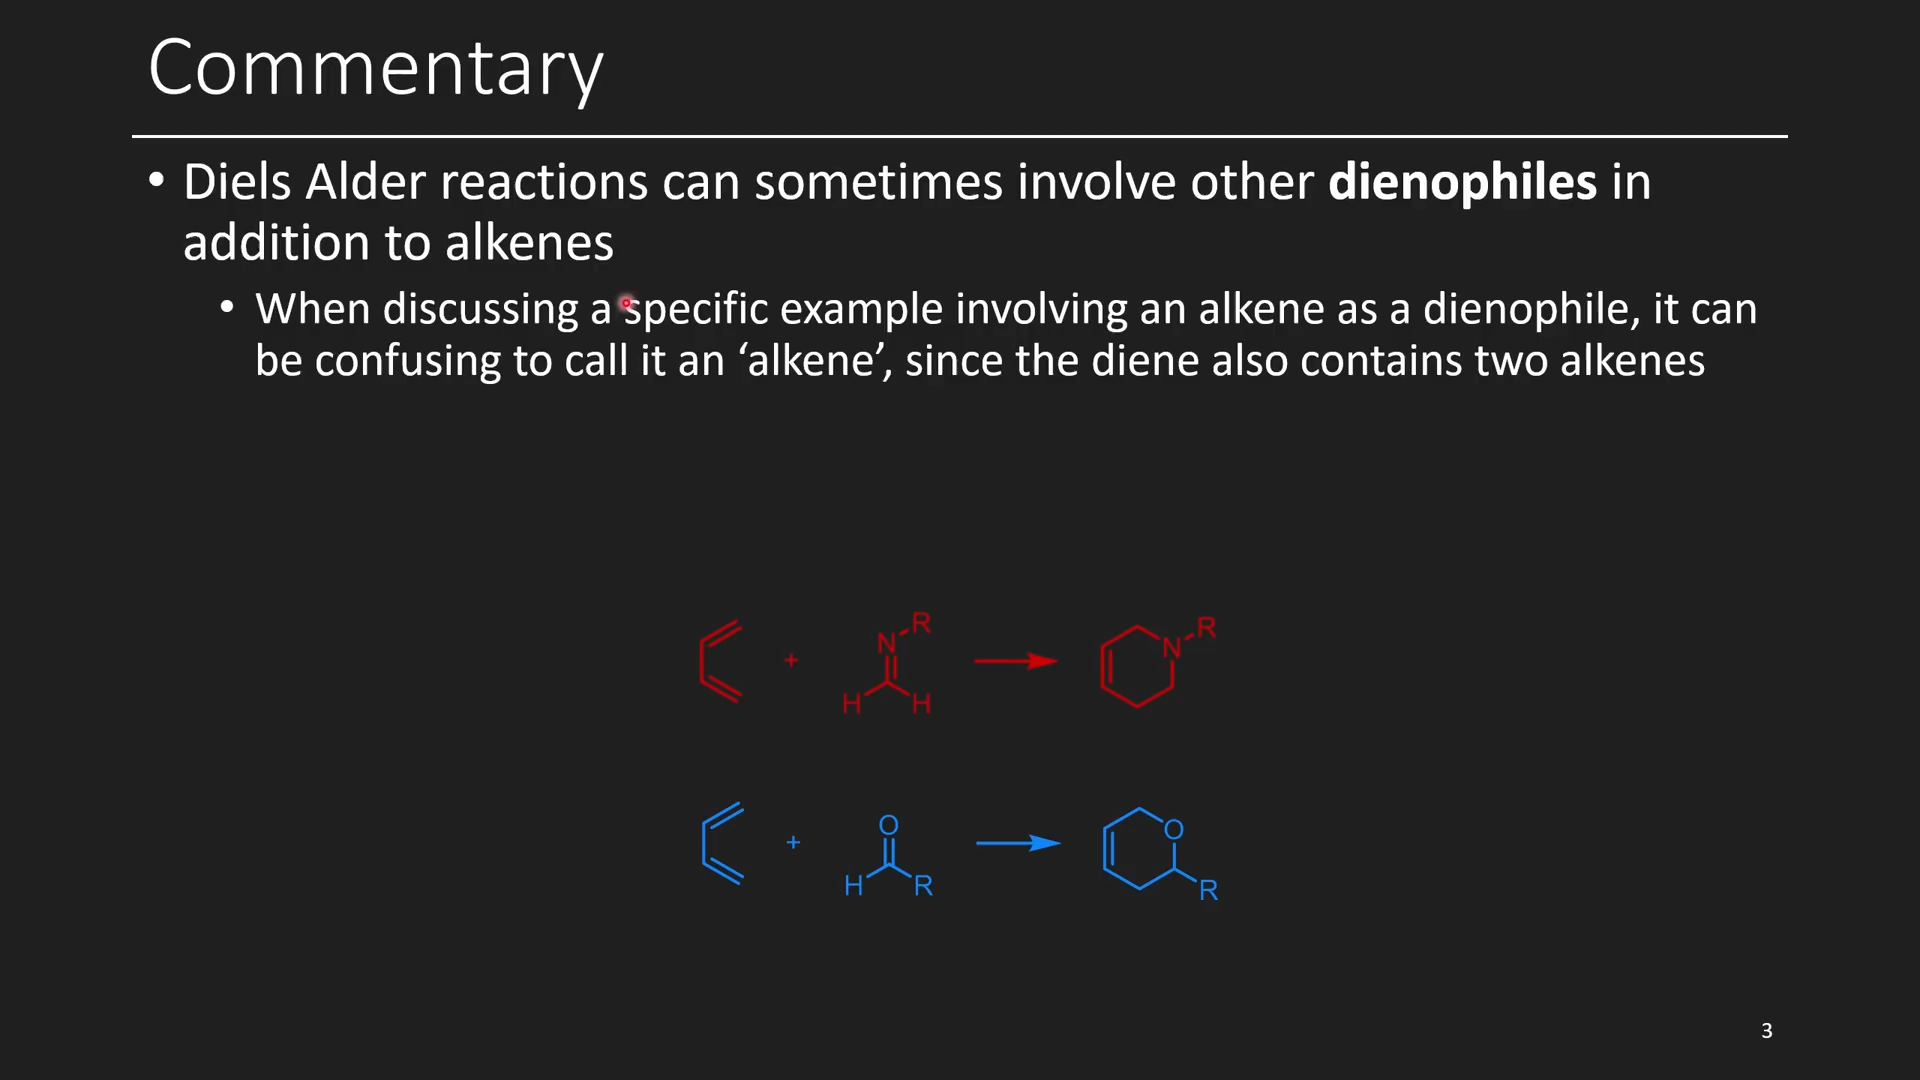 Commentary
• Diels Alder reactions can sometimes involve other dienophiles in
addition to alkenes
• When discussing a specific example involving an alkene as a dienophile, it can
be confusing to call it an ‘alkene’, since the diene also contains two alkenes
N R
R
+ N
H H
O
+ O
H R R
3